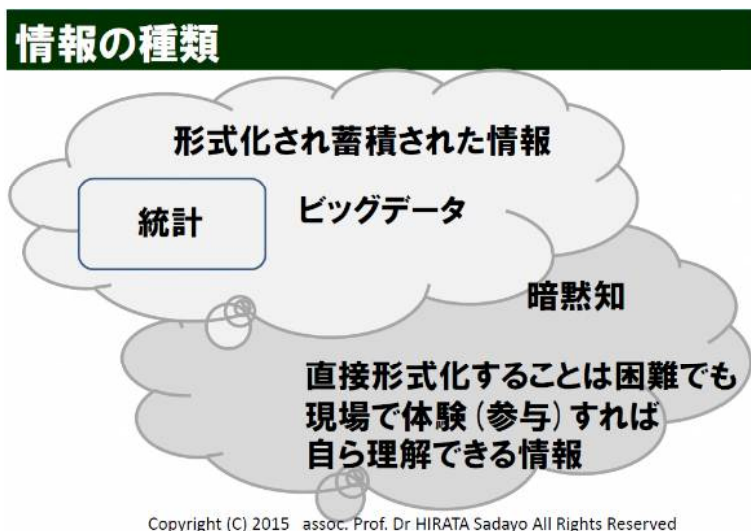 情報の種類
形式化され蓄積された情報
統計
ビッグデータ
暗黙知
直接形式化することは困難でも
現場で体験(参与)すれば
自ら理解できる情報
Copyright (C) 2015 assoc. Prof. Dr HIRATA Sadayo All Rights Reserved